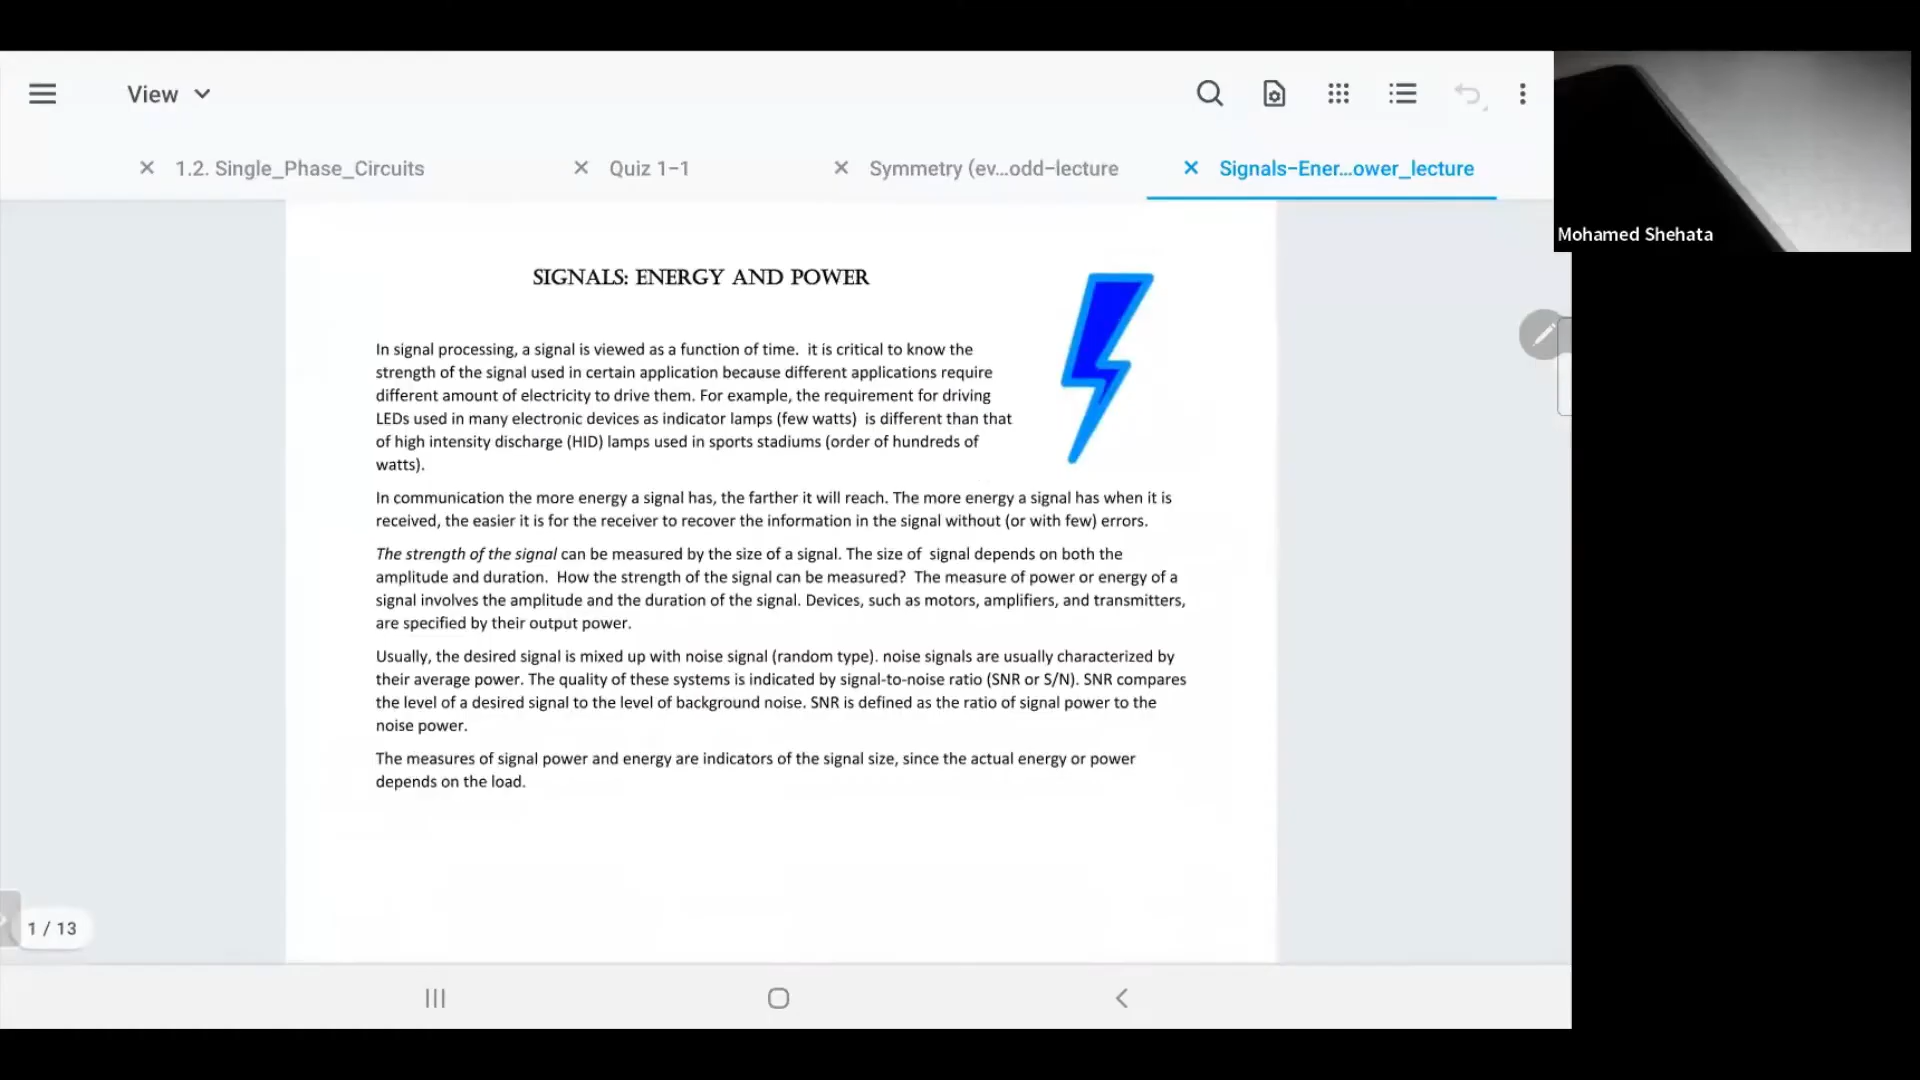 View
1.2. Single_Phase_Circuits
Quiz 1-1
Symmetry (ev...odd-lecture
Signals-Ener...ower_lecture
Mohamed Shehata
SIGNALS: ENERGY AND POWER
In signal processing, a signal is viewed as a function of time.  it is critical to know the
strength of the signal used in certain application because different applications require
different amount of electricity to drive them. For example, the requirement for driving
LEDs used in many electronic devices as indicator lamps (few watts)  is different than that
of high intensity discharge (HID) lamps used in sports stadiums (order of hundreds of
watts).
In communication the more energy a signal has, the farther it will reach. The more energy a signal has when it is
received, the easier it is for the receiver to recover the information in the signal without (or with few) errors.
The strength of the signal can be measured by the size of a signal. The size of  signal depends on both the
amplitude and duration.  How the strength of the signal can be measured?  The measure of power or energy of a
signal involves the amplitude and the duration of the signal. Devices, such as motors, amplifiers, and transmitters,
are specified by their output power.
Usually, the desired signal is mixed up with noise signal (random type). noise signals are usually characterized by
their average power. The quality of these systems is indicated by signal-to-noise ratio (SNR or S/N). SNR compares
the level of a desired signal to the level of background noise. SNR is defined as the ratio of signal power to the
noise power.
The measures of signal power and energy are indicators of the signal size, since the actual energy or power
depends on the load.
1 / 13